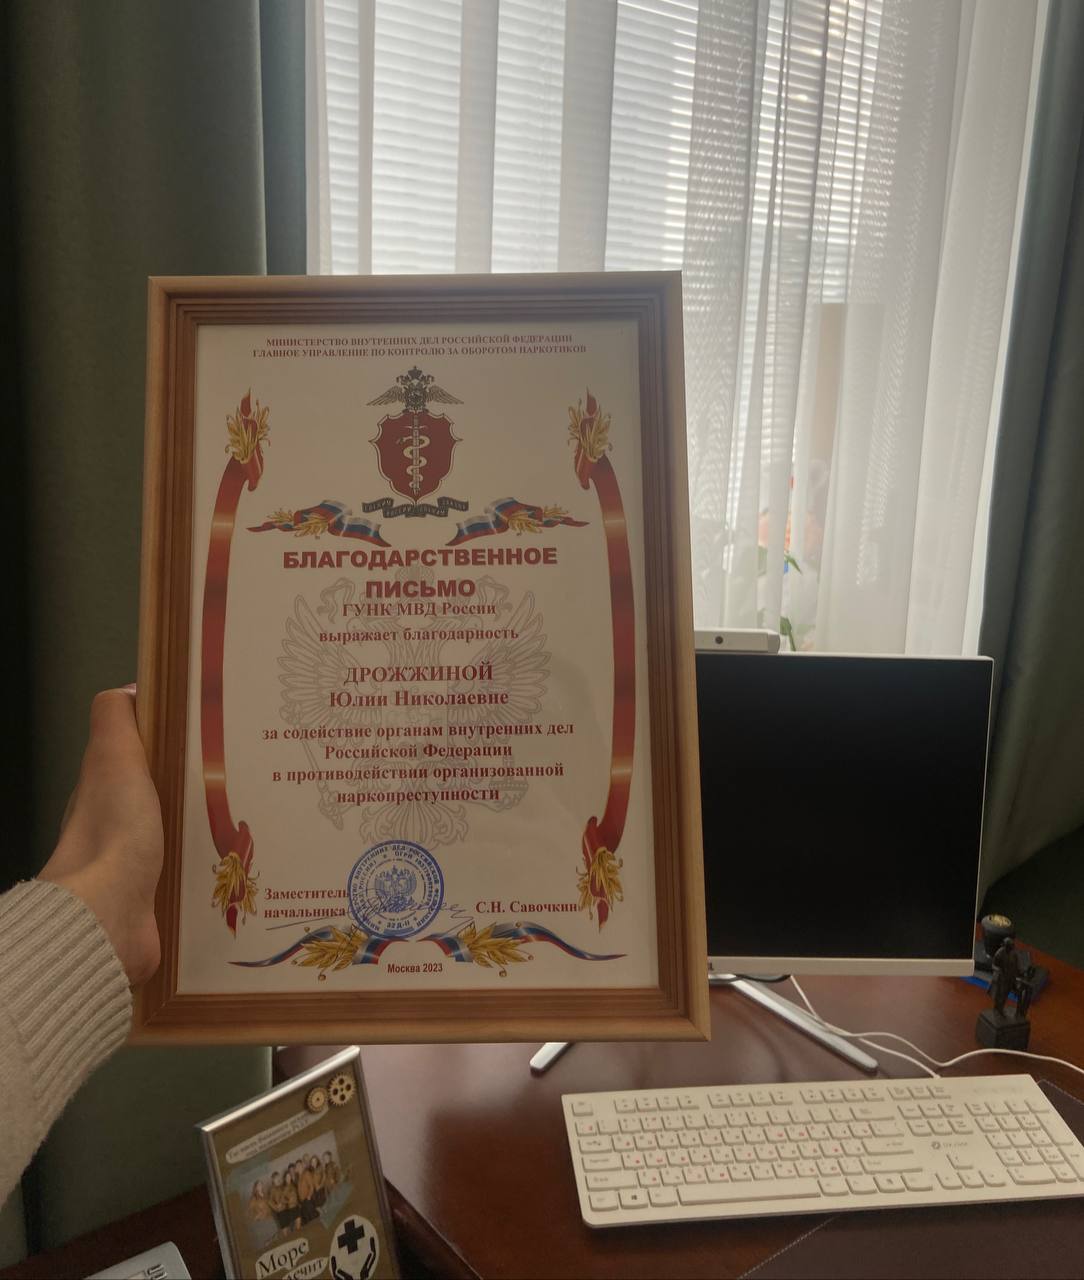 МИНИСТЕРСТВО ВНУТРЕННИХ ДЕЛ РОССИЙСКОЙ ФЕДЕРАЦИИ
ГЛАВНОЕ УПРАВЛЕНИЕ ПО КОНТРОЛЮ ЗА ОБОРОТОМ НАРКОТИКОВ
БЛАГОДАРСТВЕННОЕ
ПИСЬМО
ГУНК МВД России
выражает благодарность
ДРОЖЖИНОЙ
Юлии Николаевне
за содействие органам внутренних дел
Российской Федерации
в противодействии организованной
наркопреступности
Заместитель
начальника
С.Н. Савочкин
Москва 2023
Море